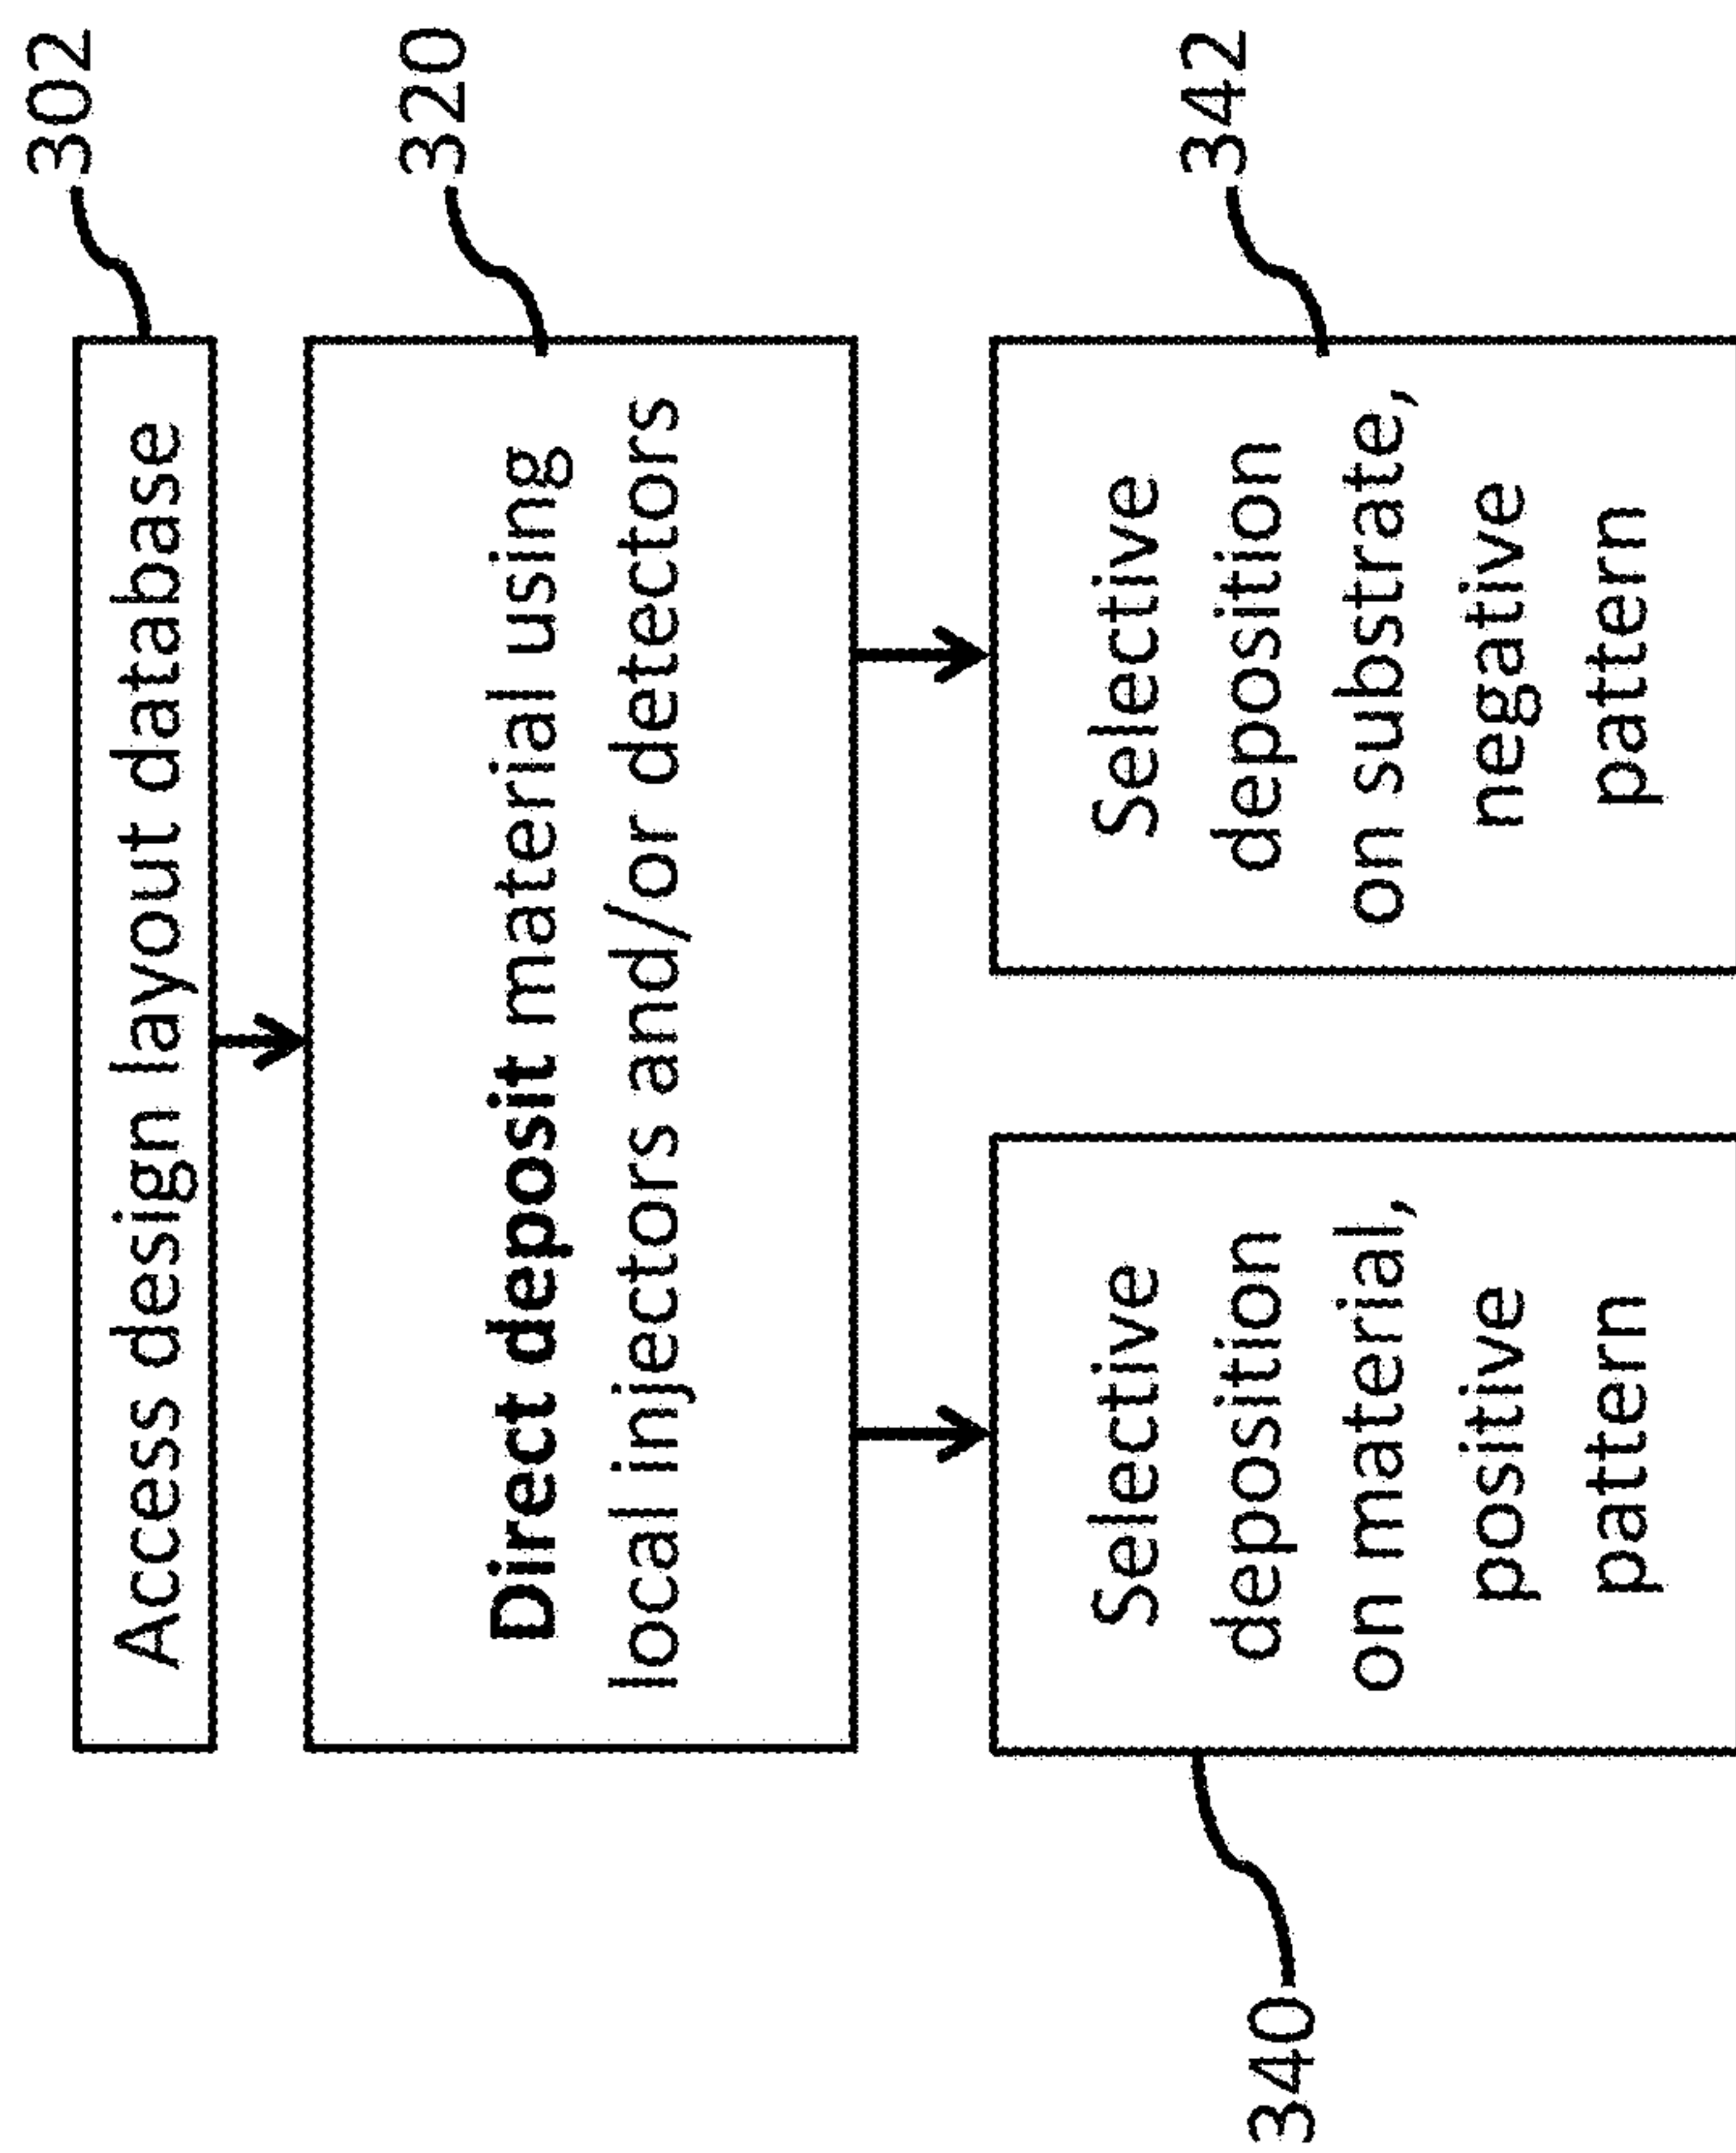 Access design layout database
302
Direct deposit material using
local injectors and/or detectors
320
340
Selective
deposition
on material,
positive
pattern
Selective
deposition
on substrate,
negative
pattern
342